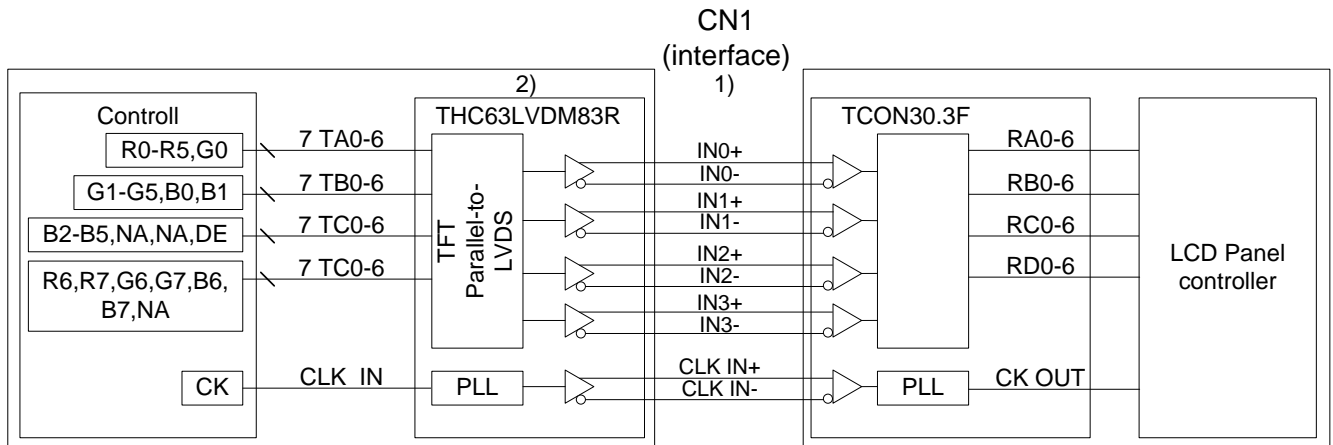 CN1
(interface)
1)
2)
Controll
R0-R5,G0
G1-G5,B0,B1
B2-B5,NA,NA,DE
R6,R7,G6,G7,B6,
B7,NA
CK
7 TA0-6
7 TB0-6
7 TC0-6
7 TC0-6
CLK IN
THC63LVDM83R
TFT
Parallel-to-
LVDS
PLL
IN0+
IN0-
IN1+
IN1-
IN2+
IN2-
IN3+
IN3-
CLK IN+
CLK IN-
TCON30.3F
PLL
RA0-6
RB0-6
RC0-6
RD0-6
CK OUT
LCD Panel
controller